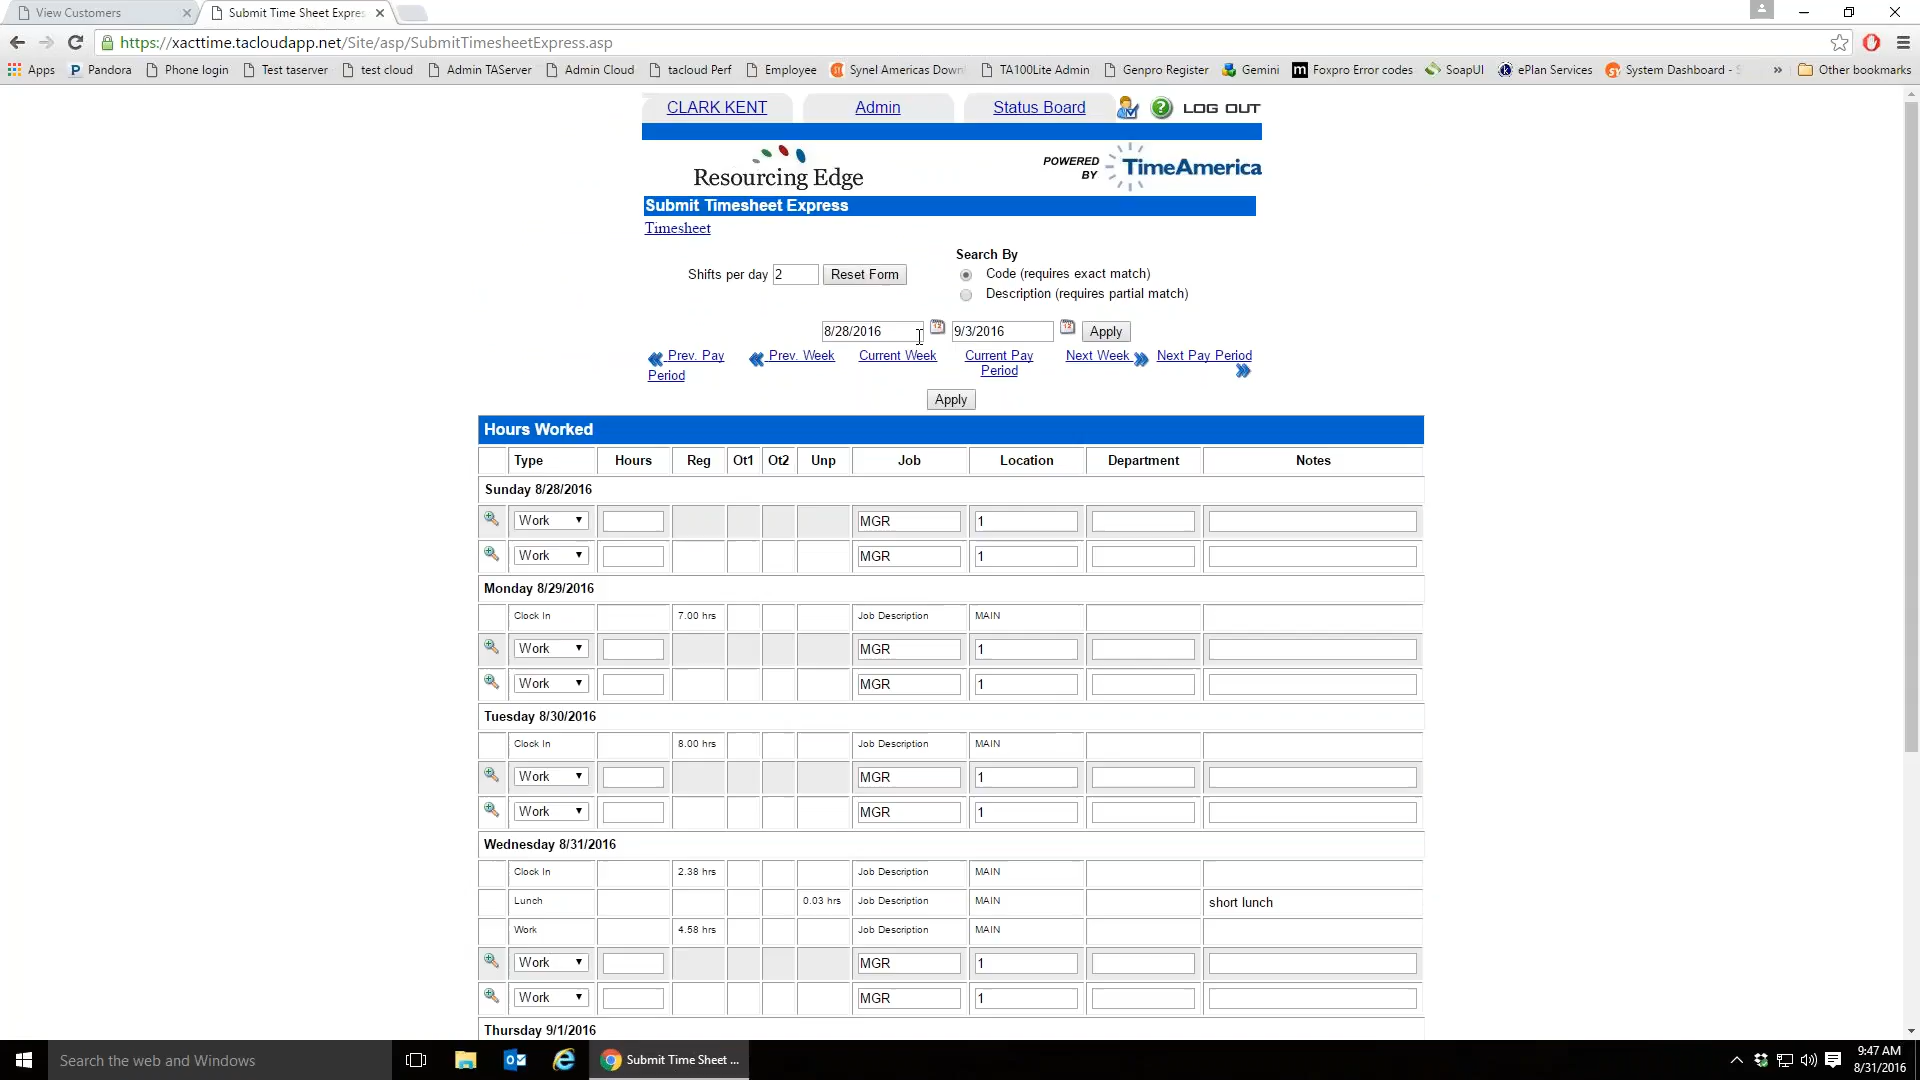 View Customers
Submit Time Sheet Expres
https://xacttime.tacloudapp.net/Site/asp/SubmitTimesheetExpress.asp
Apps Pandora Phone login Test taserver test cloud Admin TAServer Admin Cloud tacloud Perf Employee Synel Americas Down TA100Lite Admin Genpro Register Gemini Foxpro Error codes SoapUI ePlan Services System Dashboard - » Other bookmarks
CLARK KENT Admin Status Board LOG OUT
Resourcing Edge
POWERED BY TimeAmerica
Submit Timesheet Express
Timesheet
Search By
Shifts per day 2 Reset Form Code (requires exact match)
Description (requires partial match)
8/28/2016 12 9/3/2016 12 Apply
Prev. Pay Period Prev. Week Current Week Current Pay Period Next Week Next Pay Period
Apply
Hours Worked
Type Hours Reg Ot1 Ot2 Unp Job Location Department Notes
Sunday 8/28/2016
Work MGR 1
Work MGR 1
Monday 8/29/2016
Clock In 7.00 hrs Job Description MAIN
Work MGR 1
Work MGR 1
Tuesday 8/30/2016
Clock In 8.00 hrs Job Description MAIN
Work MGR 1
Work MGR 1
Wednesday 8/31/2016
Clock In 2.38 hrs Job Description MAIN
Lunch 0.03 hrs Job Description MAIN short lunch
Work 4.58 hrs Job Description MAIN
Work MGR 1
Work MGR 1
Thursday 9/1/2016
Search the web and Windows Submit Time Sheet ... 9:47 AM
8/31/2016